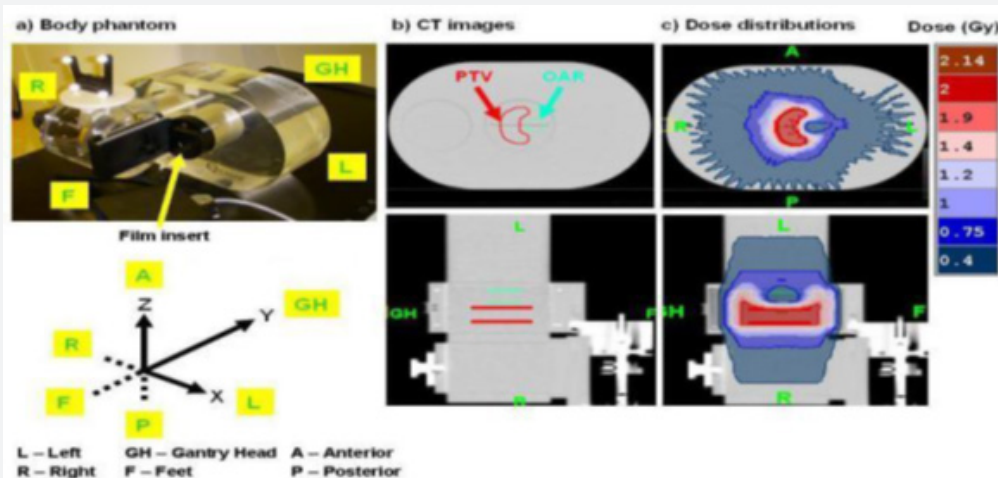 a) Body phantom
b) CT images
c) Dose distributions
Dose (Gy)
R
GH
L
F
Film insert
PTV
OAR
A
R
L
P
2.14
2
1.9
1.4
1.2
1
0.75
0.4
A
Z
GH
Y
R
F
X
L
P
L
GH
F
R
L
GH
F
R
L – Left
GH – Gantry Head
A – Anterior
R – Right
F – Feet
P – Posterior